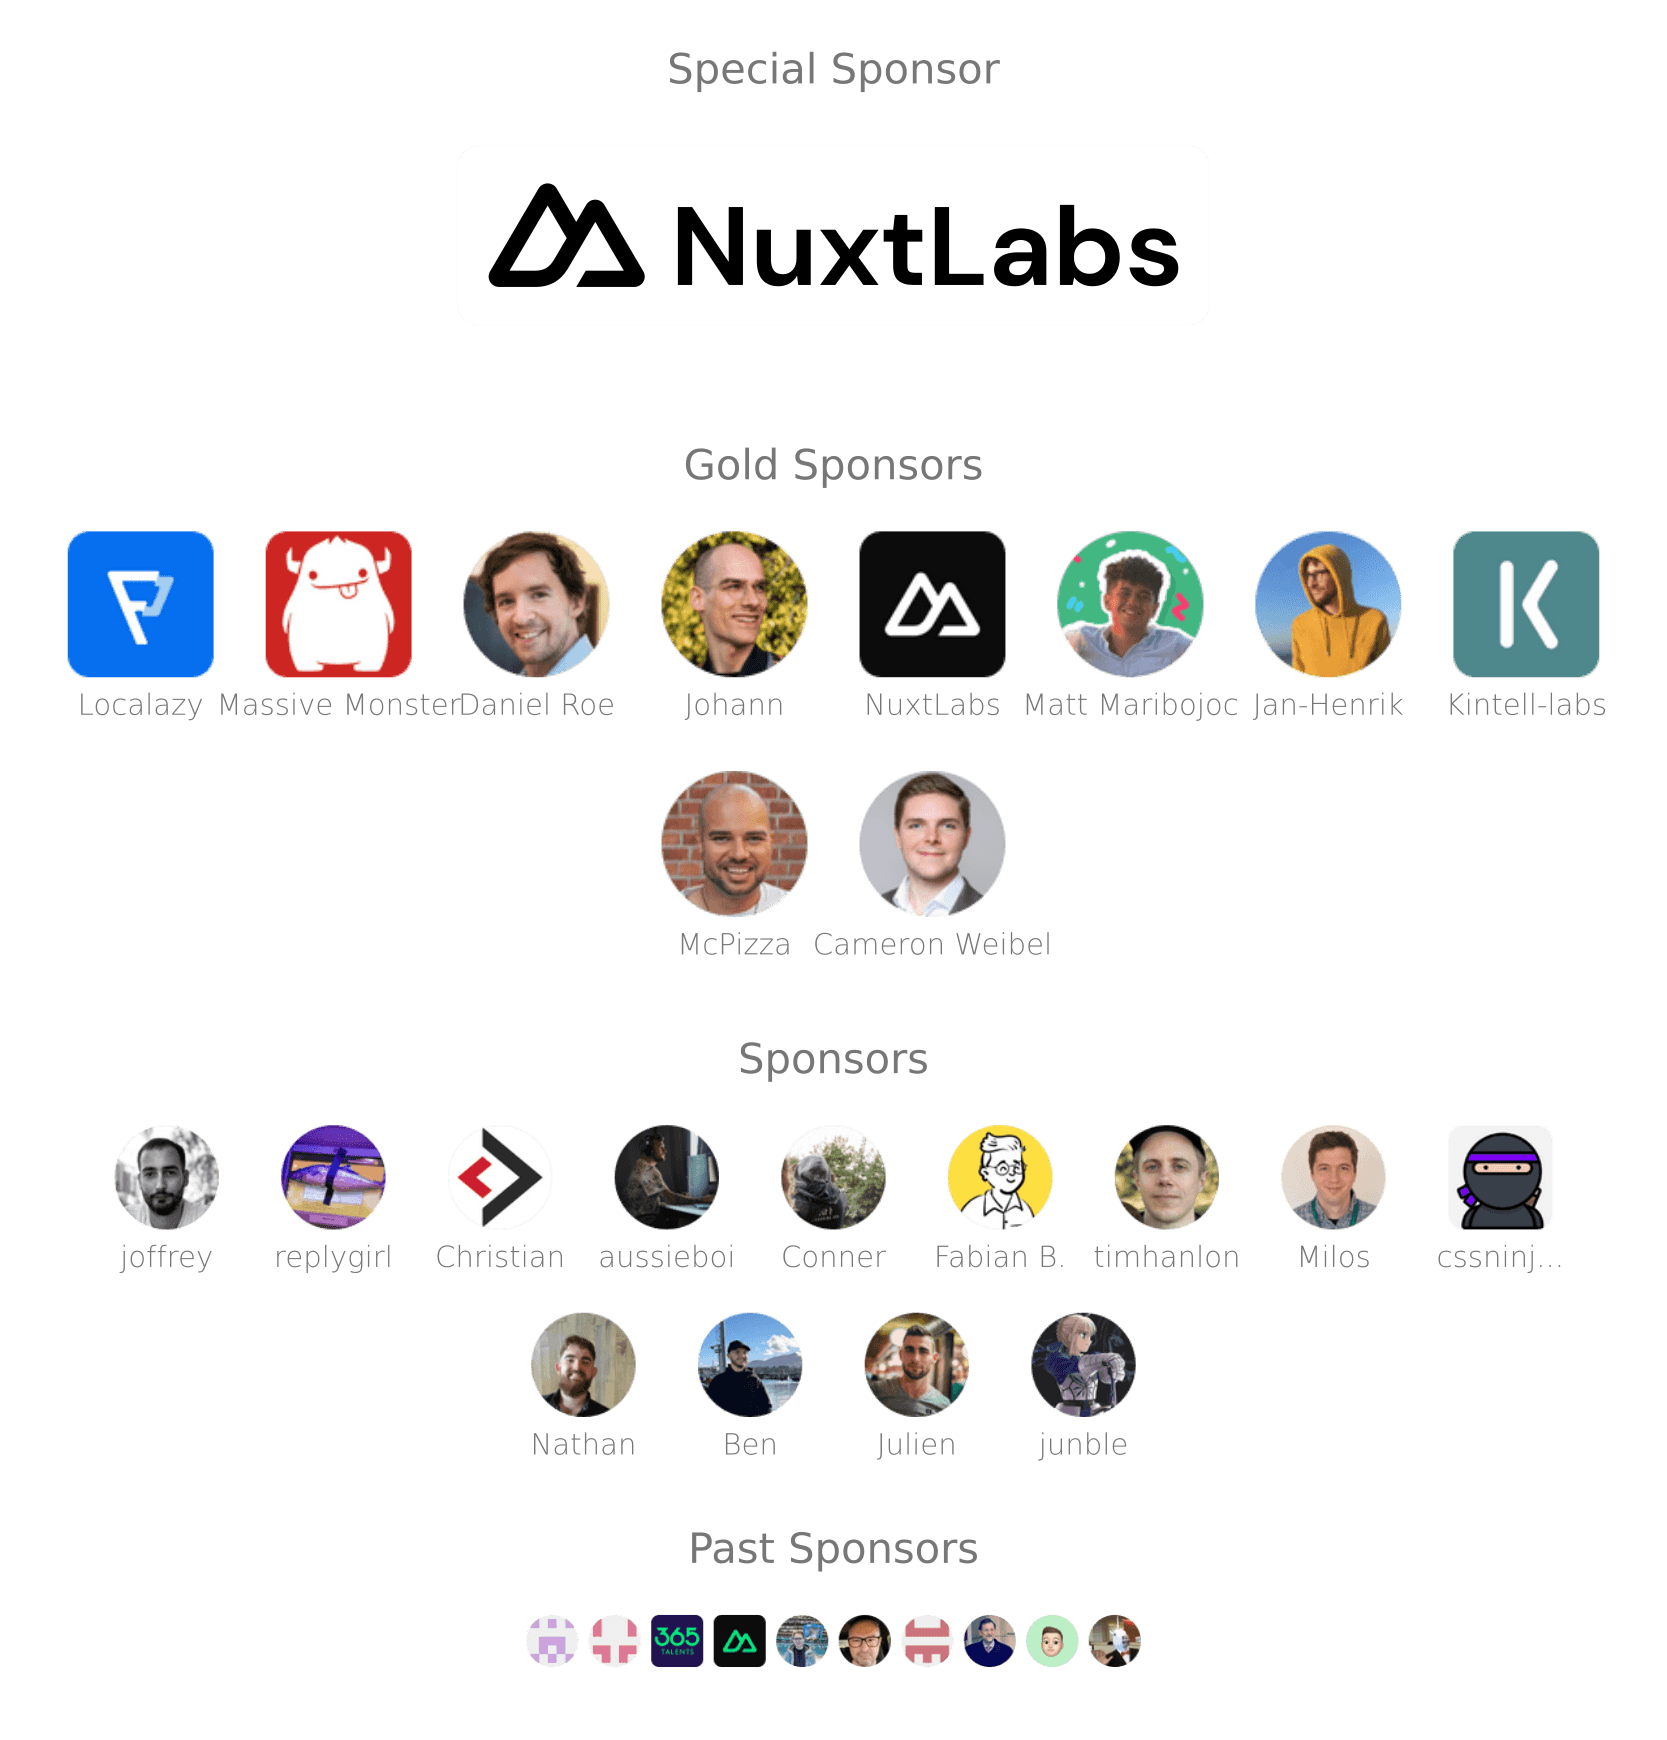 Special Sponsor
NuxtLabs
Gold Sponsors
Localazy Massive Monster Daniel Roe Johann NuxtLabs Matt Maribojoc Jan-Henrik Kintell-labs
McPizza Cameron Weibel
Sponsors
joffrey replygirl Christian aussieboi Conner Fabian B. timhanlon Milos cssninj...
Nathan Ben Julien junble
Past Sponsors
365
TALENTS